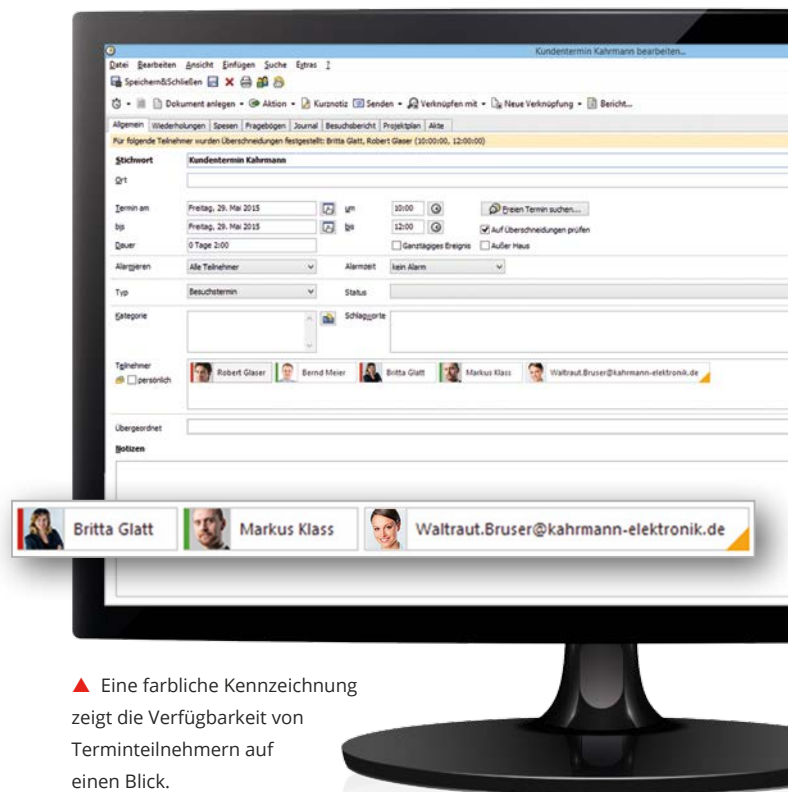 Kundentermin Kahrmann bearbeiten...
Datei Bearbeiten Ansicht Einfügen Suche Extras ?
Speichern&Schließen
Dokument anlegen Aktion Kurznotiz Senden Verknüpfen mit Neue Verknüpfung Bericht...
Allgemein Wiederholungen Spesen Fragebögen Journal Besuchsbericht Projektplan Akte
Für folgende Teilnehmer wurden Überschneidungen festgestellt: Britta Glatt, Robert Glaser (10:00:00, 12:00:00)
Stichwort Kundentermin Kahrmann
Ort
Termin am Freitag, 29. Mai 2015 um 10:00 Freien Termin suchen...
bis Freitag, 29. Mai 2015 bis 12:00 Auf Überschneidungen prüfen
Dauer 0 Tage 2:00 Ganztägiges Ereignis Außer Haus
Alarmieren Alle Teilnehmer Alarmzeit kein Alarm
Typ Besuchstermin Status
Kategorie Schlagworte
Teilnehmer Robert Glaser Bernd Meier Britta Glatt Markus Klass Waltraut.Bruser@kahrmann-elektronik.de
persönlich
Übergeordnet
Notizen
Britta Glatt Markus Klass Waltraut.Bruser@kahrmann-elektronik.de
▲ Eine farbliche Kennzeichnung
zeigt die Verfügbarkeit von
Terminteilnehmern auf
einen Blick.